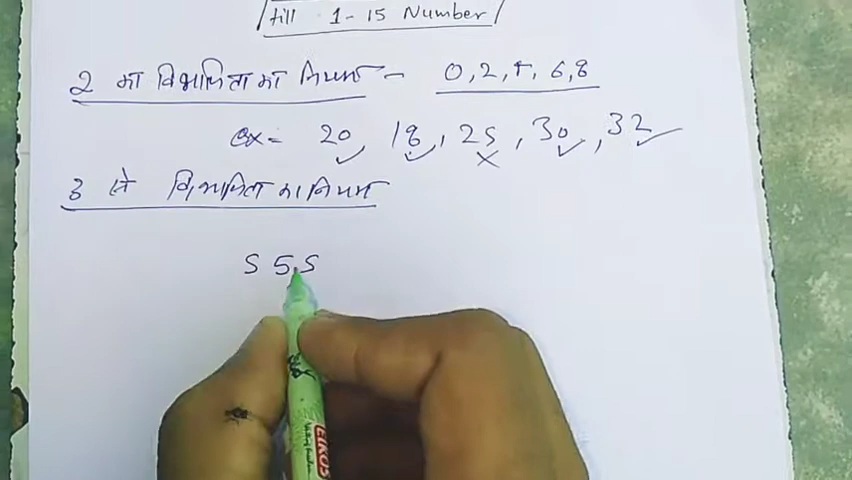 till 1-15 Number
2 का विभाजिता का नियम - 0, 2, 4, 6, 8
ex = 20, 18, 25, 30, 32
3 से विभाजिता का नियम
5 5 5